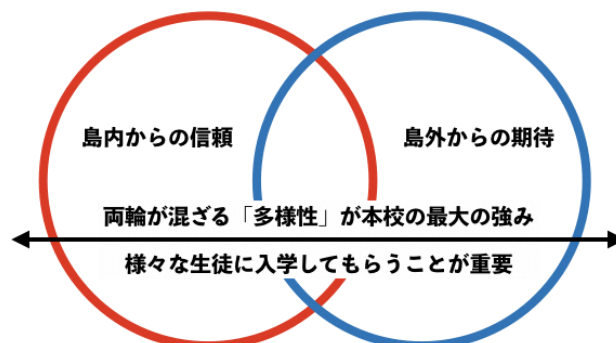 島内からの信頼
島外からの期待
両輪が混ざる「多様性」が本校の最大の強み
様々な生徒に入学してもらうことが重要